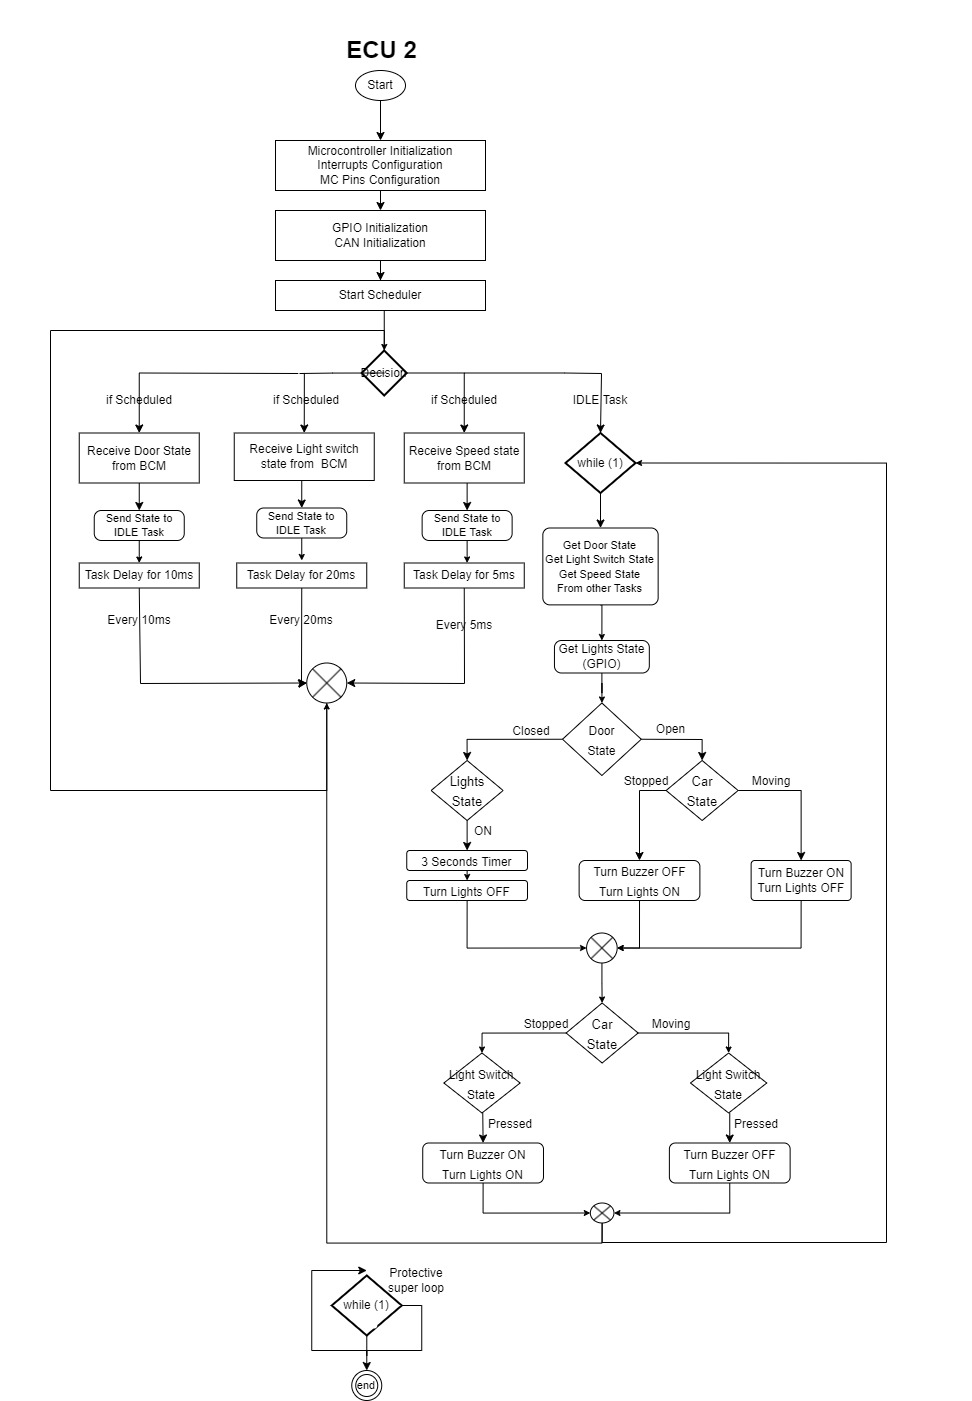 ECU 2
Start
Microcontroller Initialization
Interrupts Configuration
MC Pins Configuration
GPIO Initialization
CAN Initialization
Start Scheduler
Decision
if Scheduled
if Scheduled
if Scheduled
IDLE Task
Receive Door State
from BCM
Receive Light switch
state from  BCM
Receive Speed state
from BCM
while (1)
Send State to
IDLE Task
Send State to
IDLE Task
Send State to
IDLE Task
Get Door State
Get Light Switch State
Get Speed State
From other Tasks
Task Delay for 10ms
Task Delay for 20ms
Task Delay for 5ms
Every 10ms
Every 20ms
Every 5ms
Get Lights State
(GPIO)
Closed
Door
State
Open
Lights
State
Stopped
Car
State
Moving
ON
3 Seconds Timer
Turn Lights OFF
Turn Buzzer OFF
Turn Lights ON
Turn Buzzer ON
Turn Lights OFF
Stopped
Car
State
Moving
Light Switch
State
Light Switch
State
Pressed
Pressed
Turn Buzzer ON
Turn Lights ON
Turn Buzzer OFF
Turn Lights ON
Protective
super loop
while (1)
end